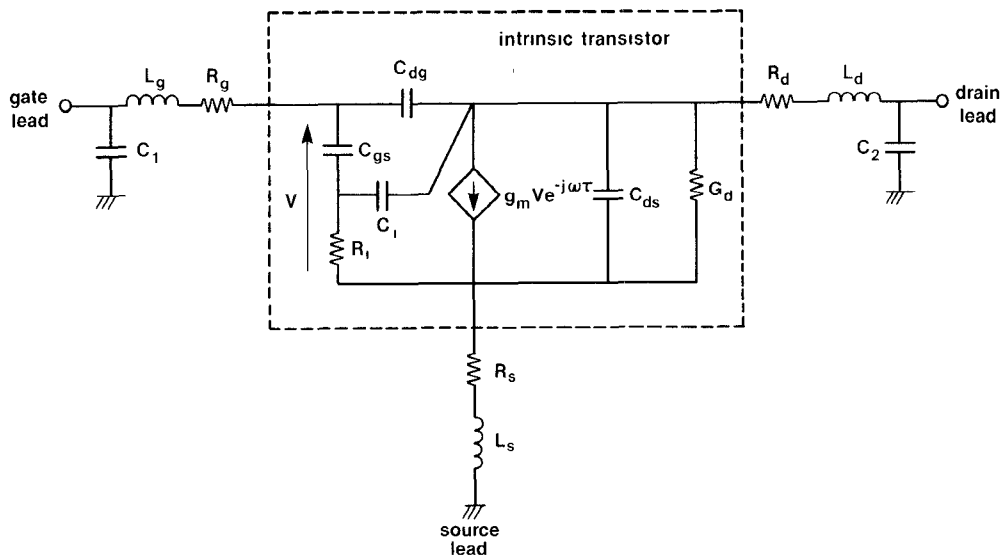 intrinsic transistor
L_g
R_g
C_dg
R_d
L_d
gate
lead
drain
lead
C_1
C_gs
V
C_i
R_i
g_m Ve^{-jωτ}
C_ds
G_d
C_2
R_s
L_s
source
lead